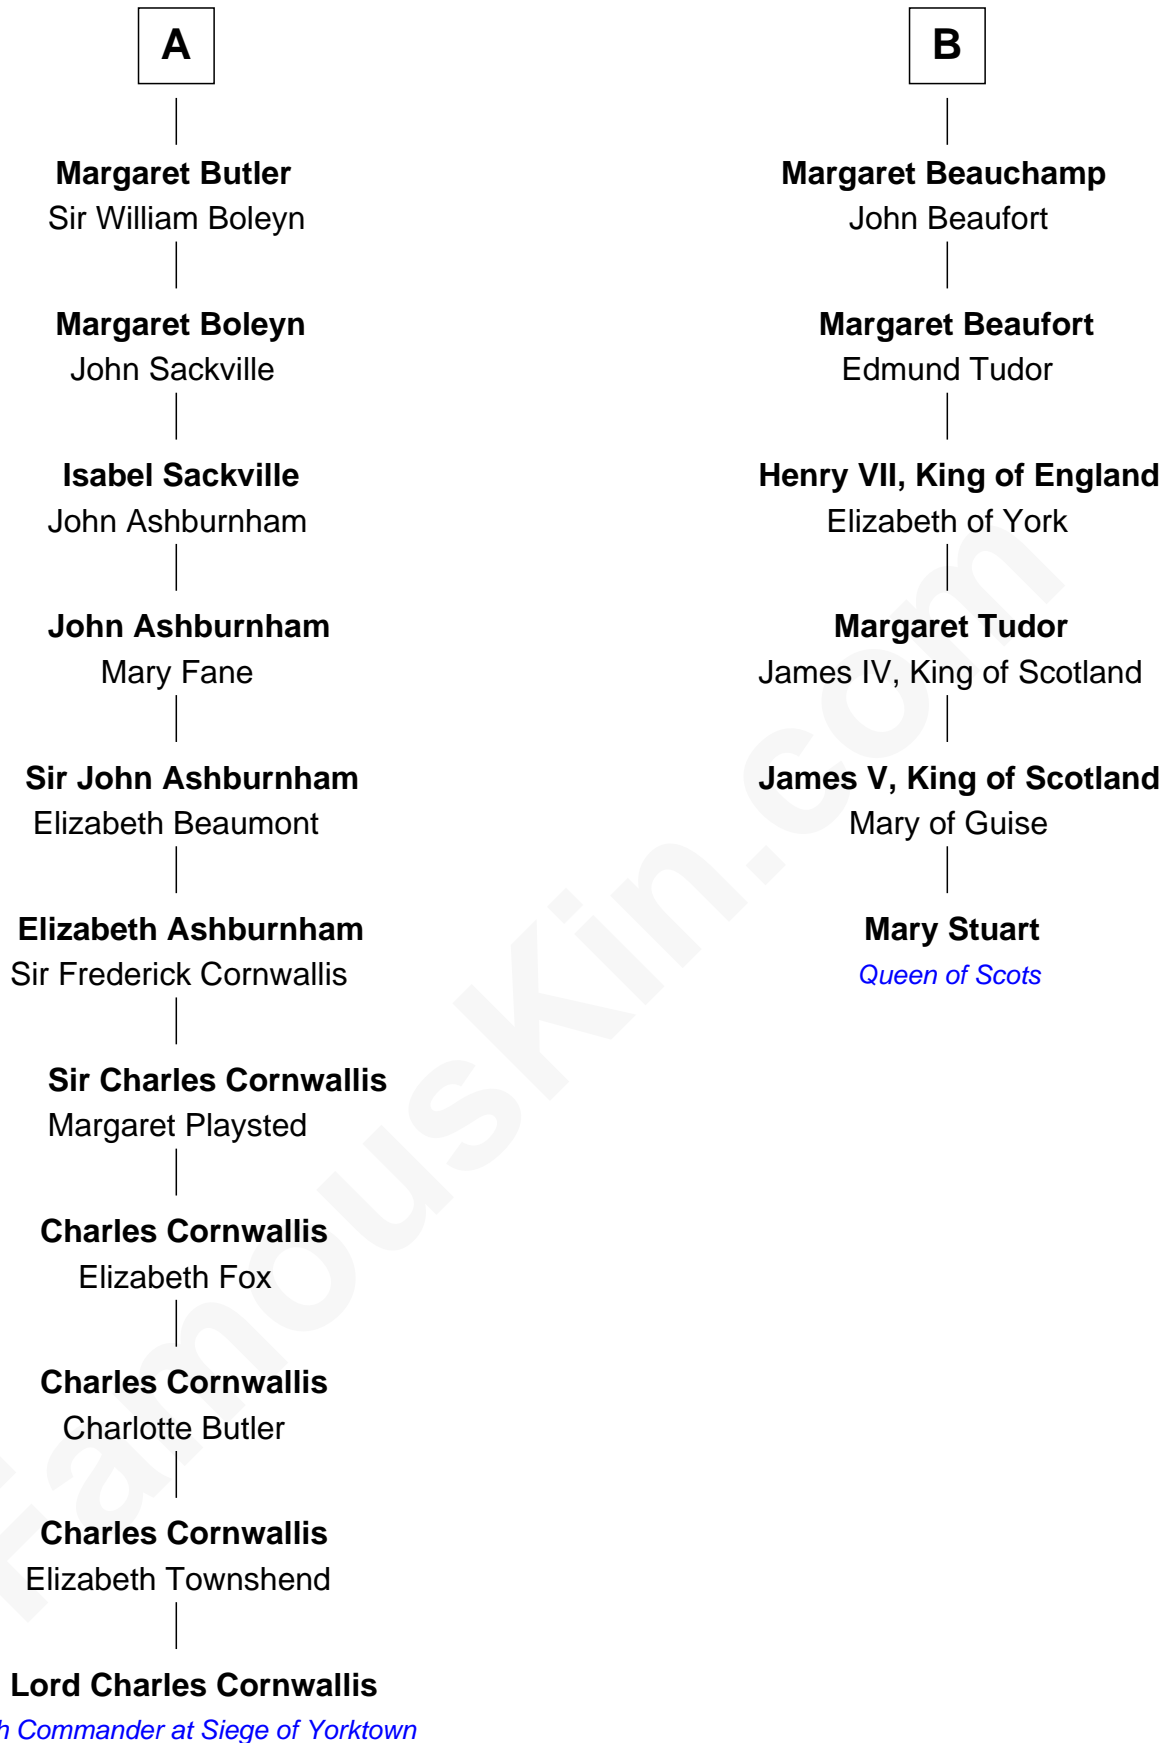 A
Margaret Butler
Sir William Boleyn
Margaret Boleyn
John Sackville
Isabel Sackville
John Ashburnham
John Ashburnham
Mary Fane
Sir John Ashburnham
Elizabeth Beaumont
Elizabeth Ashburnham
Sir Frederick Cornwallis
Sir Charles Cornwallis
Margaret Playsted
Charles Cornwallis
Elizabeth Fox
Charles Cornwallis
Charlotte Butler
Charles Cornwallis
Elizabeth Townshend
Lord Charles Cornwallis
h Commander at Siege of Yorktown
B
Margaret Beauchamp
John Beaufort
Margaret Beaufort
Edmund Tudor
Henry VII, King of England
Elizabeth of York
Margaret Tudor
James IV, King of Scotland
James V, King of Scotland
Mary of Guise
Mary Stuart
Queen of Scots
FamousKin.com